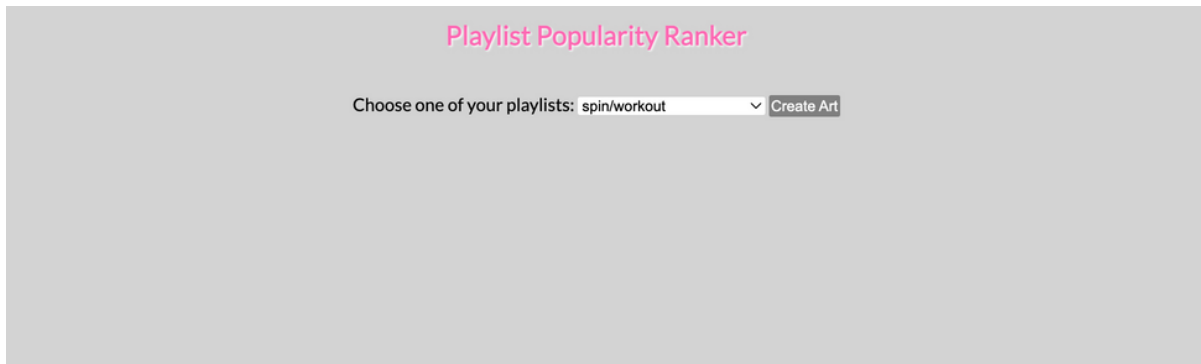 Playlist Popularity Ranker
Choose one of your playlists: spin/workout Create Art